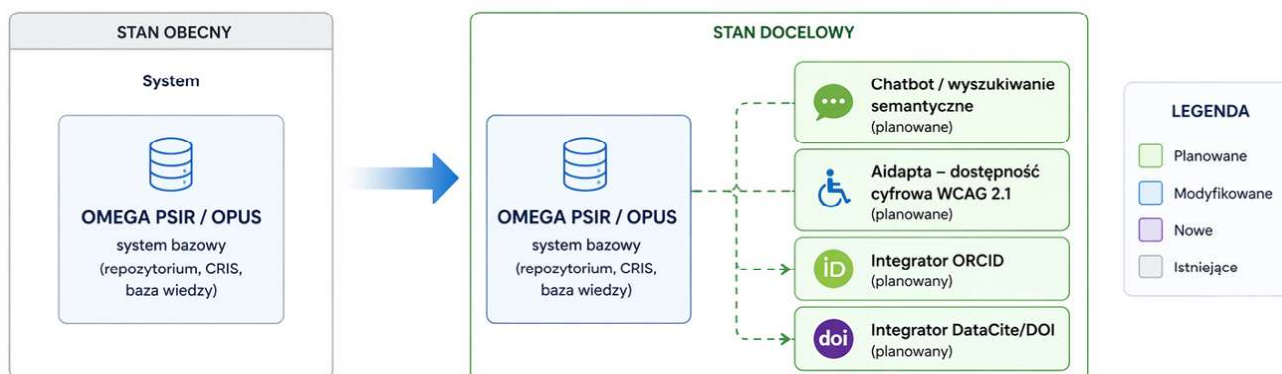 STAN OBECNY
System
OMEGA PSIR / OPUS
system bazowy
(repozytorium, CRIS,
baza wiedzy)
STAN DOCELOWY
OMEGA PSIR / OPUS
system bazowy
(repozytorium, CRIS,
baza wiedzy)
Chatbot / wyszukiwanie
semantyczne
(planowane)
Aidapta – dostępność
cyfrowa WCAG 2.1
(planowane)
iD
Integrator ORCID
(planowany)
doi
Integrator DataCite/DOI
(planowany)
LEGENDA
Planowane
Modyfikowane
Nowe
Istniejące